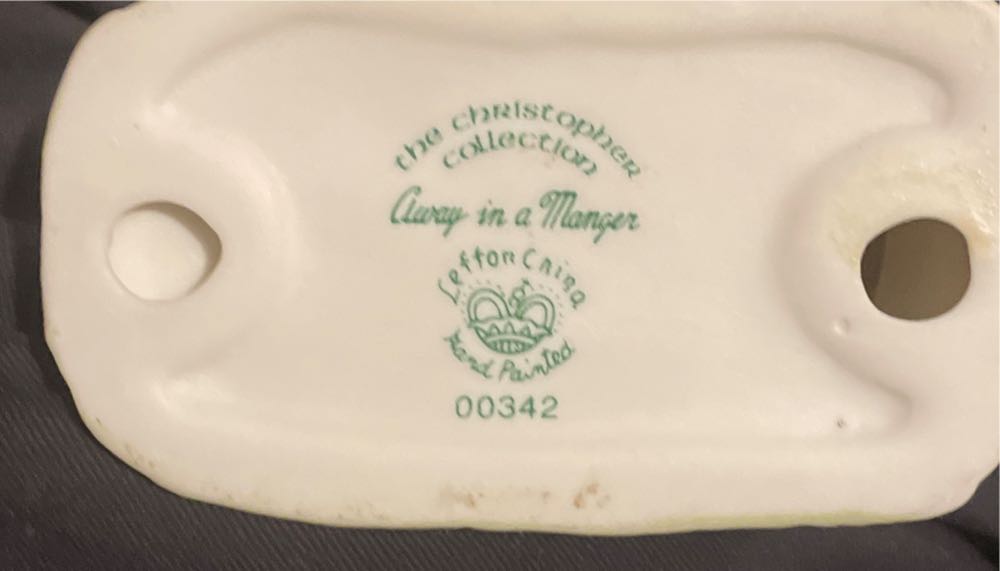 the christopher
collection
Away in a Manger
Lefton China
Hand Painted
00342